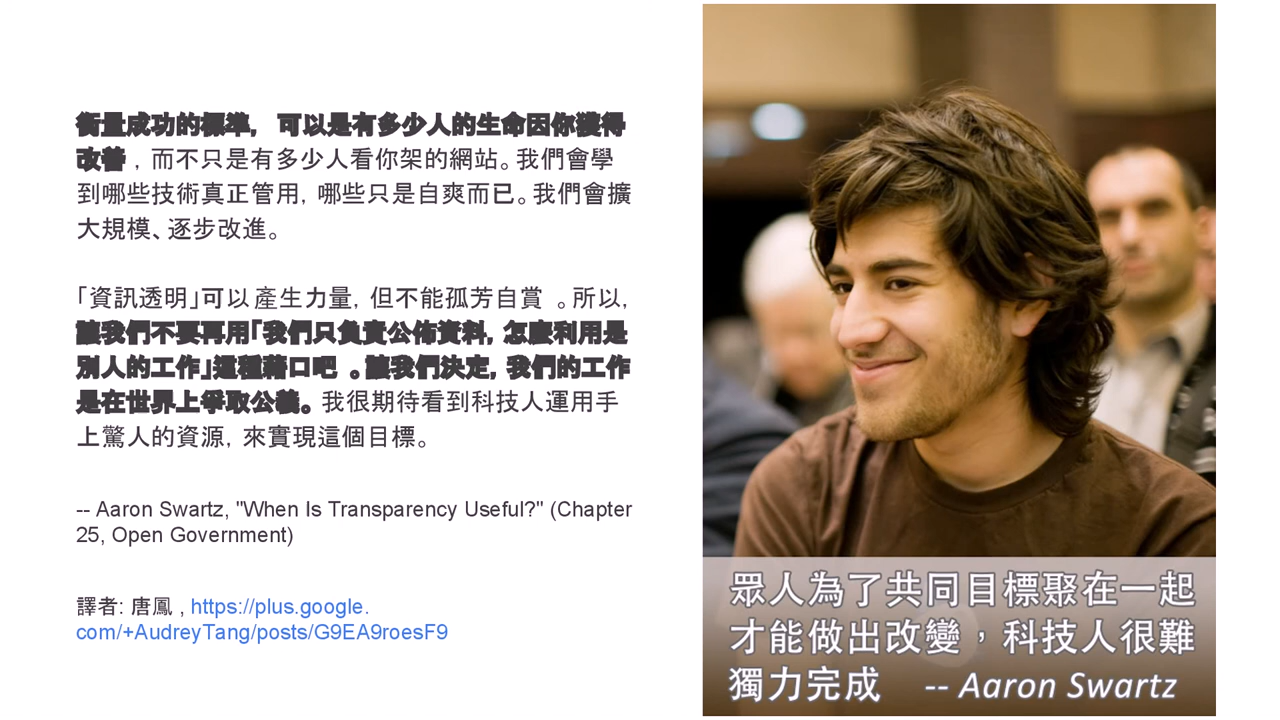 衡量成功的標準，可以是有多少人的生命因你獲得
改善，而不只是有多少人看你架的網站。我們會學
到哪些技術真正管用，哪些只是自爽而已。我們會擴
大規模、逐步改進。
「資訊透明」可以產生力量，但不能孤芳自賞 。所以，
讓我們不要再用「我們只負責公佈資料，怎麼利用是
別人的工作」這種藉口吧 。讓我們決定，我們的工作
是在世界上爭取公義。我很期待看到科技人運用手
上驚人的資源，來實現這個目標。
-- Aaron Swartz, "When Is Transparency Useful?" (Chapter
25, Open Government)
譯者: 唐鳳 , https://plus.google.
com/+AudreyTang/posts/G9EA9roesF9
眾人為了共同目標聚在一起
才能做出改變，科技人很難
獨力完成 -- Aaron Swartz